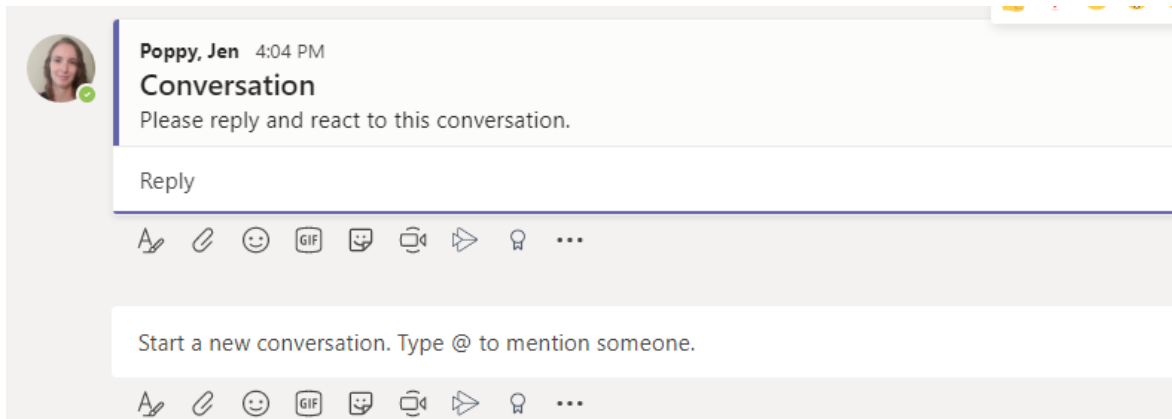 Poppy, Jen 4:04 PM
Conversation
Please reply and react to this conversation.
Reply
GIF
Start a new conversation. Type @ to mention someone.
GIF